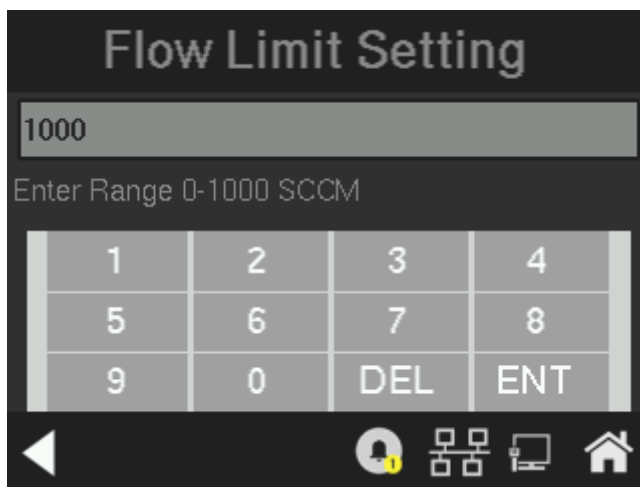 Flow Limit Setting
1000
Enter Range 0-1000 SCCM
1 2 3 4
5 6 7 8
9 0 DEL ENT
1